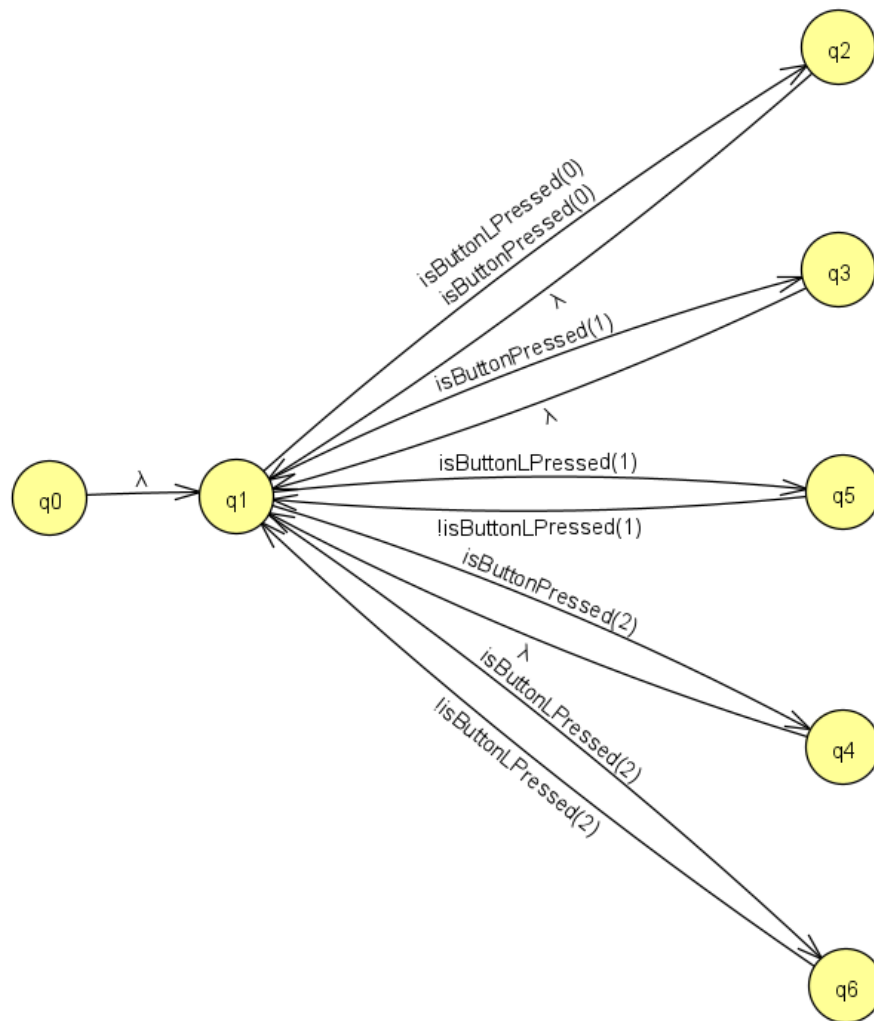 q2
isButtonLPressed(0)
isButtonPressed(0)
λ
q3
isButtonPressed(1)
λ
λ
q0
q1
isButtonLPressed(1)
q5
!isButtonLPressed(1)
isButtonPressed(2)
λ
q4
isButtonLPressed(2)
!isButtonLPressed(2)
q6